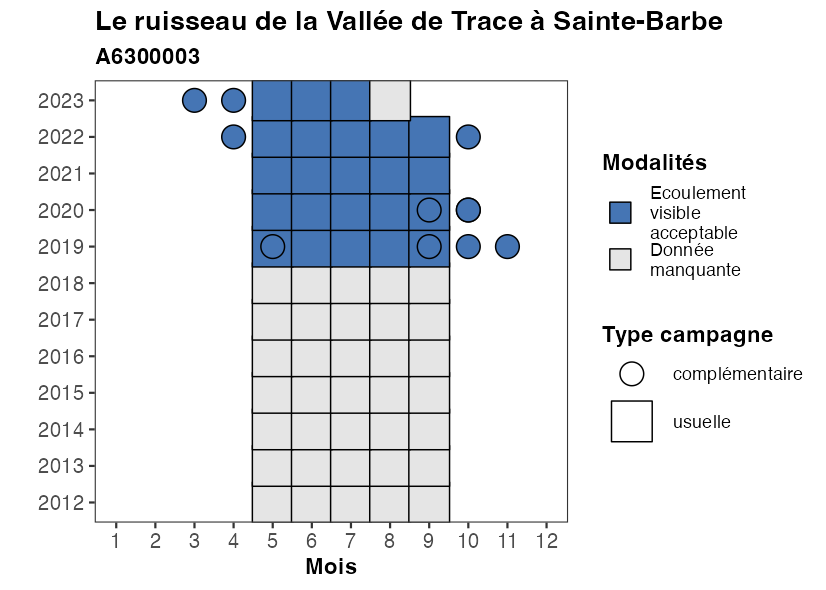 Le ruisseau de la Vallée de Trace à Sainte-Barbe
A6300003
2023
2022
2021
2020
2019
2018
2017
2016
2015
2014
2013
2012
1 2 3 4 5 6 7 8 9 10 11 12
Mois
Modalités
Ecoulement
visible
acceptable
Donnée
manquante
Type campagne
complémentaire
usuelle